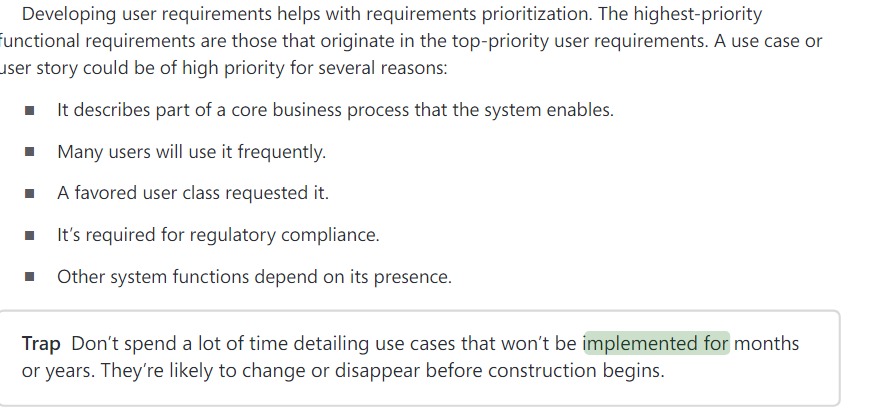 Developing user requirements helps with requirements prioritization. The highest-priority
functional requirements are those that originate in the top-priority user requirements. A use case or
user story could be of high priority for several reasons:
■ It describes part of a core business process that the system enables.
■ Many users will use it frequently.
■ A favored user class requested it.
■ It’s required for regulatory compliance.
■ Other system functions depend on its presence.
Trap Don’t spend a lot of time detailing use cases that won’t be implemented for months
or years. They’re likely to change or disappear before construction begins.